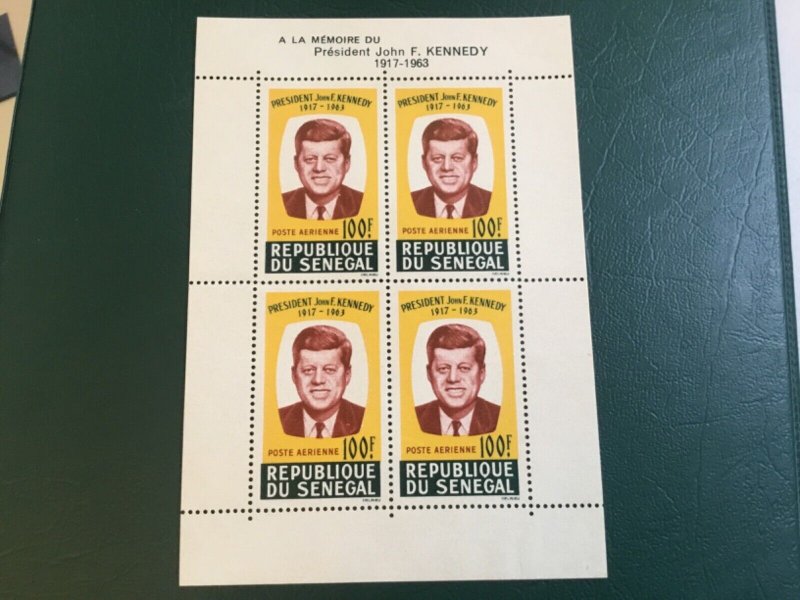 A LA MÉMOIRE DU
Président John F. KENNEDY
1917-1963
PRESIDENT JOHN F. KENNEDY
1917 - 1963
POSTE AERIENNE 100F.
REPUBLIQUE
DU SENEGAL
PRESIDENT JOHN F. KENNEDY
1917 - 1963
POSTE AERIENNE 100F.
REPUBLIQUE
DU SENEGAL
PRESIDENT JOHN F. KENNEDY
1917 - 1963
POSTE AERIENNE 100F.
REPUBLIQUE
DU SENEGAL
PRESIDENT JOHN F. KENNEDY
1917 - 1963
POSTE AERIENNE 100F.
REPUBLIQUE
DU SENEGAL